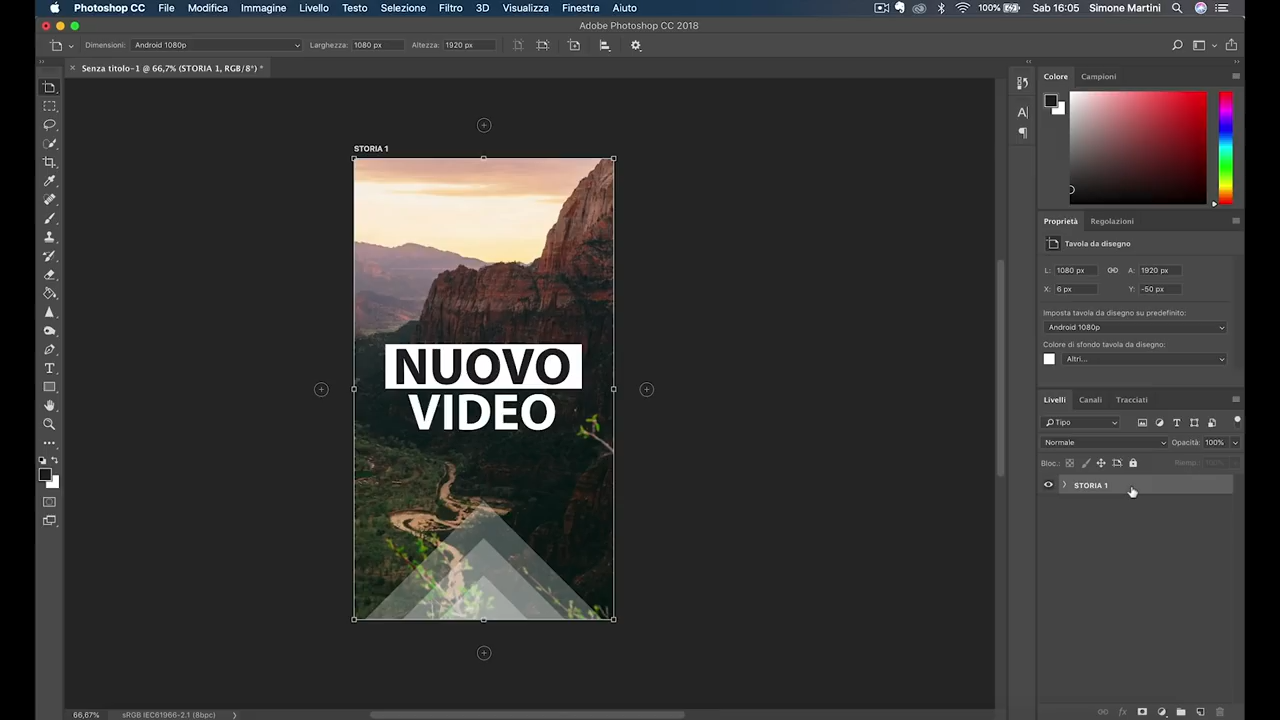 Photoshop CC File Modifica Immagine Livello Testo Selezione Filtro 3D Visualizza Finestra Aiuto 100% Sab 16:05 Simone Martini
Adobe Photoshop CC 2018
Dimensioni: Android 1080p Larghezza: 1080 px Altezza: 1920 px
× Senza titolo-1 @ 66,7% (STORIA 1, RGB/8*) *
Colore Campioni
STORIA 1
NUOVO
VIDEO
Proprietà Regolazioni
Tavola da disegno
L: 1080 px A: 1920 px
X: 6 px Y: -50 px
Imposta tavola da disegno su predefinito:
Android 1080p
Colore di sfondo tavola da disegno:
Altri...
Livelli Canali Tracciati
Tipo
Normale Opacità: 100%
Bloc.: Riemp.: 100%
STORIA 1
66,67% sRGB IEC61966-2.1 (8bpc)